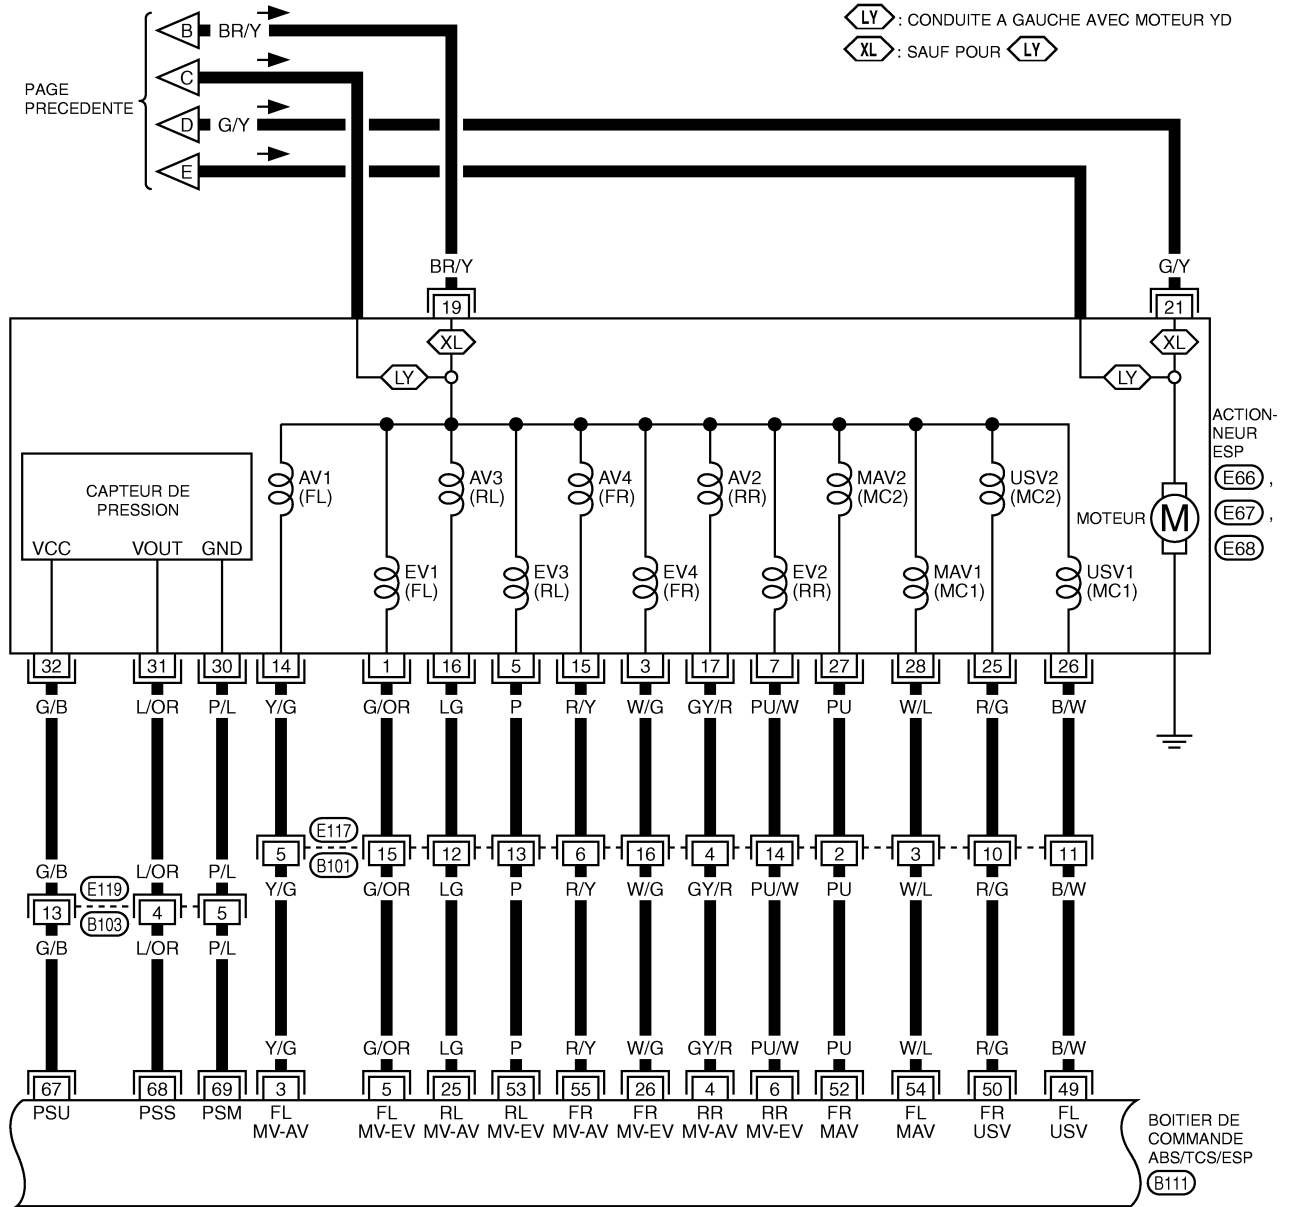 LY : CONDUITE A GAUCHE AVEC MOTEUR YD
XL : SAUF POUR LY
PAGE
PRECEDENTE
B BR/Y
C
D G/Y
E
BR/Y G/Y
19 21
XL XL
LY LY
ACTION-
NEUR
ESP
E66 ,
E67 ,
E68
CAPTEUR DE
PRESSION
VCC VOUT GND
AV1 AV3 AV4 AV2 MAV2 USV2
(FL) (RL) (FR) (RR) (MC2) (MC2)
MOTEUR M
EV1 EV3 EV4 EV2 MAV1 USV1
(FL) (RL) (FR) (RR) (MC1) (MC1)
32 31 30 14 1 16 5 15 3 17 7 27 28 25 26
G/B L/OR P/L Y/G G/OR LG P R/Y W/G GY/R PU/W PU W/L R/G B/W
E117
5 15 12 13 6 16 4 14 2 3 10 11
B101
G/B L/OR P/L
Y/G G/OR LG P R/Y W/G GY/R PU/W PU W/L R/G B/W
E119
13 4 5
B103
G/B L/OR P/L
Y/G G/OR LG P R/Y W/G GY/R PU/W PU W/L R/G B/W
67 68 69 3 5 25 53 55 26 4 6 52 54 50 49
PSU PSS PSM FL FL RL RL FR FR RR RR FR FL FR FL
MV-AV MV-EV MV-AV MV-EV MV-AV MV-EV MV-AV MV-EV MAV MAV USV USV
BOITIER DE
COMMANDE
ABS/TCS/ESP
B111